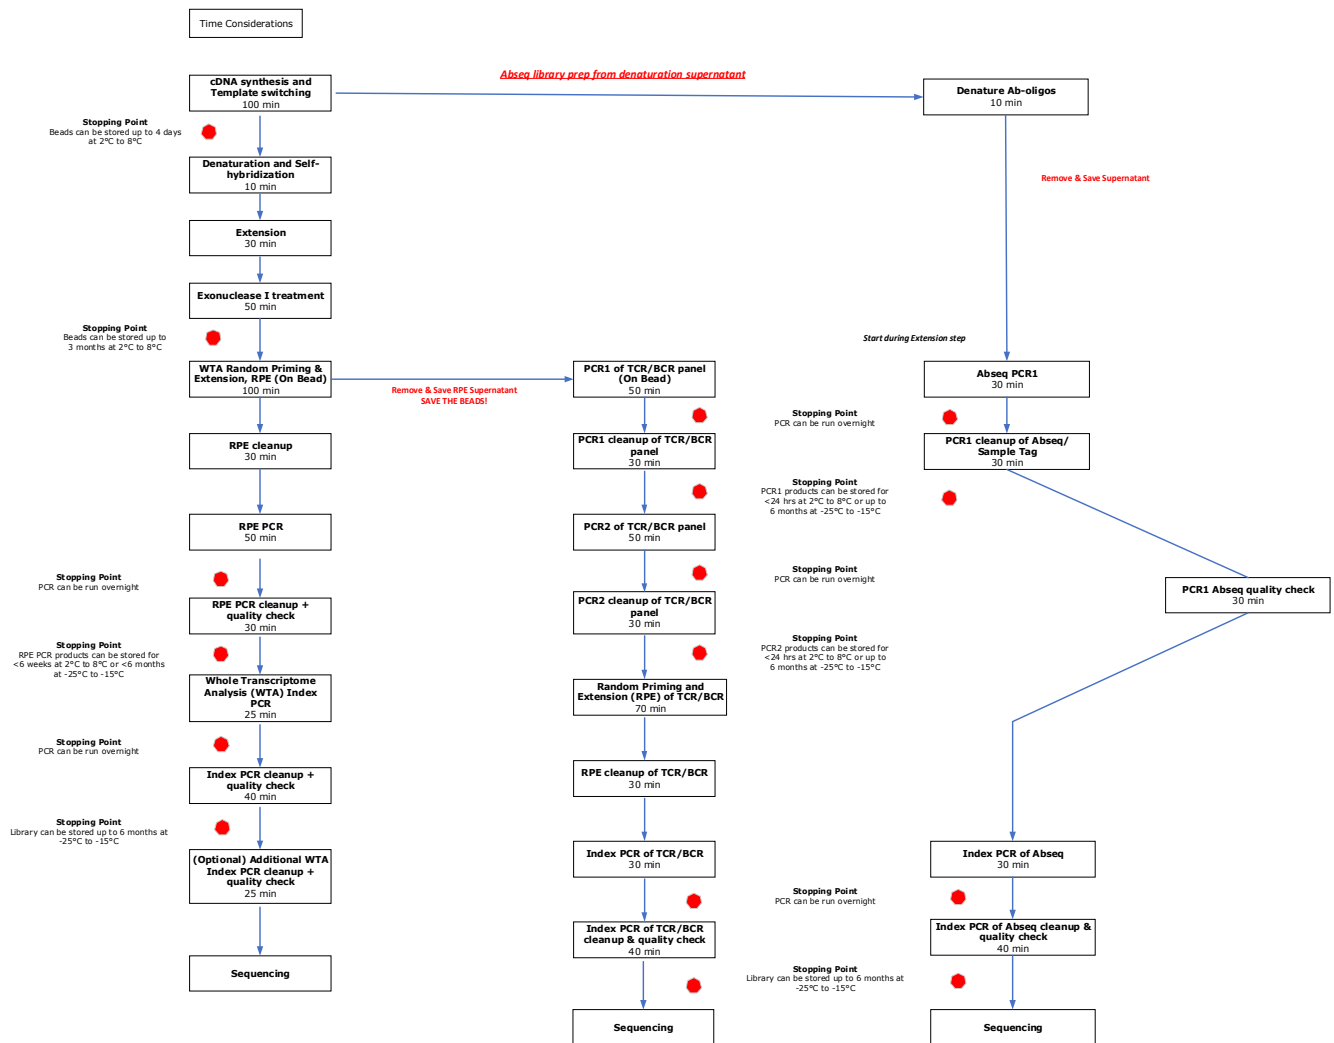 Time Considerations
Abseq library prep from denaturation supernatant
cDNA synthesis and
Template switching
100 min
Denature Ab-oligos
10 min
Stopping Point
Beads can be stored up to 4 days
at 2°C to 8°C
Denaturation and Self-
hybridization
10 min
Remove & Save Supernatant
Extension
30 min
Exonuclease I treatment
50 min
Stopping Point
Beads can be stored up to
3 months at 2°C to 8°C
Start during Extension step
WTA Random Priming &
Extension, RPE (On Bead)
100 min
Remove & Save RPE Supernatant
SAVE THE BEADS!
PCR1 of TCR/BCR panel
(On Bead)
50 min
Abseq PCR1
30 min
Stopping Point
PCR can be run overnight
RPE cleanup
30 min
PCR1 cleanup of TCR/BCR
panel
30 min
PCR1 cleanup of Abseq/
Sample Tag
30 min
Stopping Point
PCR1 products can be stored for
<24 hrs at 2°C to 8°C or up to
6 months at -25°C to -15°C
RPE PCR
50 min
PCR2 of TCR/BCR panel
50 min
Stopping Point
PCR can be run overnight
Stopping Point
PCR can be run overnight
PCR1 Abseq quality check
30 min
RPE PCR cleanup +
quality check
30 min
PCR2 cleanup of TCR/BCR
panel
30 min
Stopping Point
RPE PCR products can be stored for
<6 weeks at 2°C to 8°C or <6 months
at -25°C to -15°C
Stopping Point
PCR2 products can be stored for
<24 hrs at 2°C to 8°C or up to
6 months at -25°C to -15°C
Whole Transcriptome
Analysis (WTA) Index
PCR
25 min
Random Priming and
Extension (RPE) of TCR/BCR
70 min
Stopping Point
PCR can be run overnight
Index PCR cleanup +
quality check
40 min
RPE cleanup of TCR/BCR
30 min
Stopping Point
Library can be stored up to 6 months at
-25°C to -15°C
(Optional) Additional WTA
Index PCR cleanup +
quality check
25 min
Index PCR of TCR/BCR
30 min
Index PCR of Abseq
30 min
Stopping Point
PCR can be run overnight
Index PCR of TCR/BCR
cleanup & quality check
40 min
Index PCR of Abseq cleanup &
quality check
40 min
Sequencing
Stopping Point
Library can be stored up to 6 months at
-25°C to -15°C
Sequencing
Sequencing